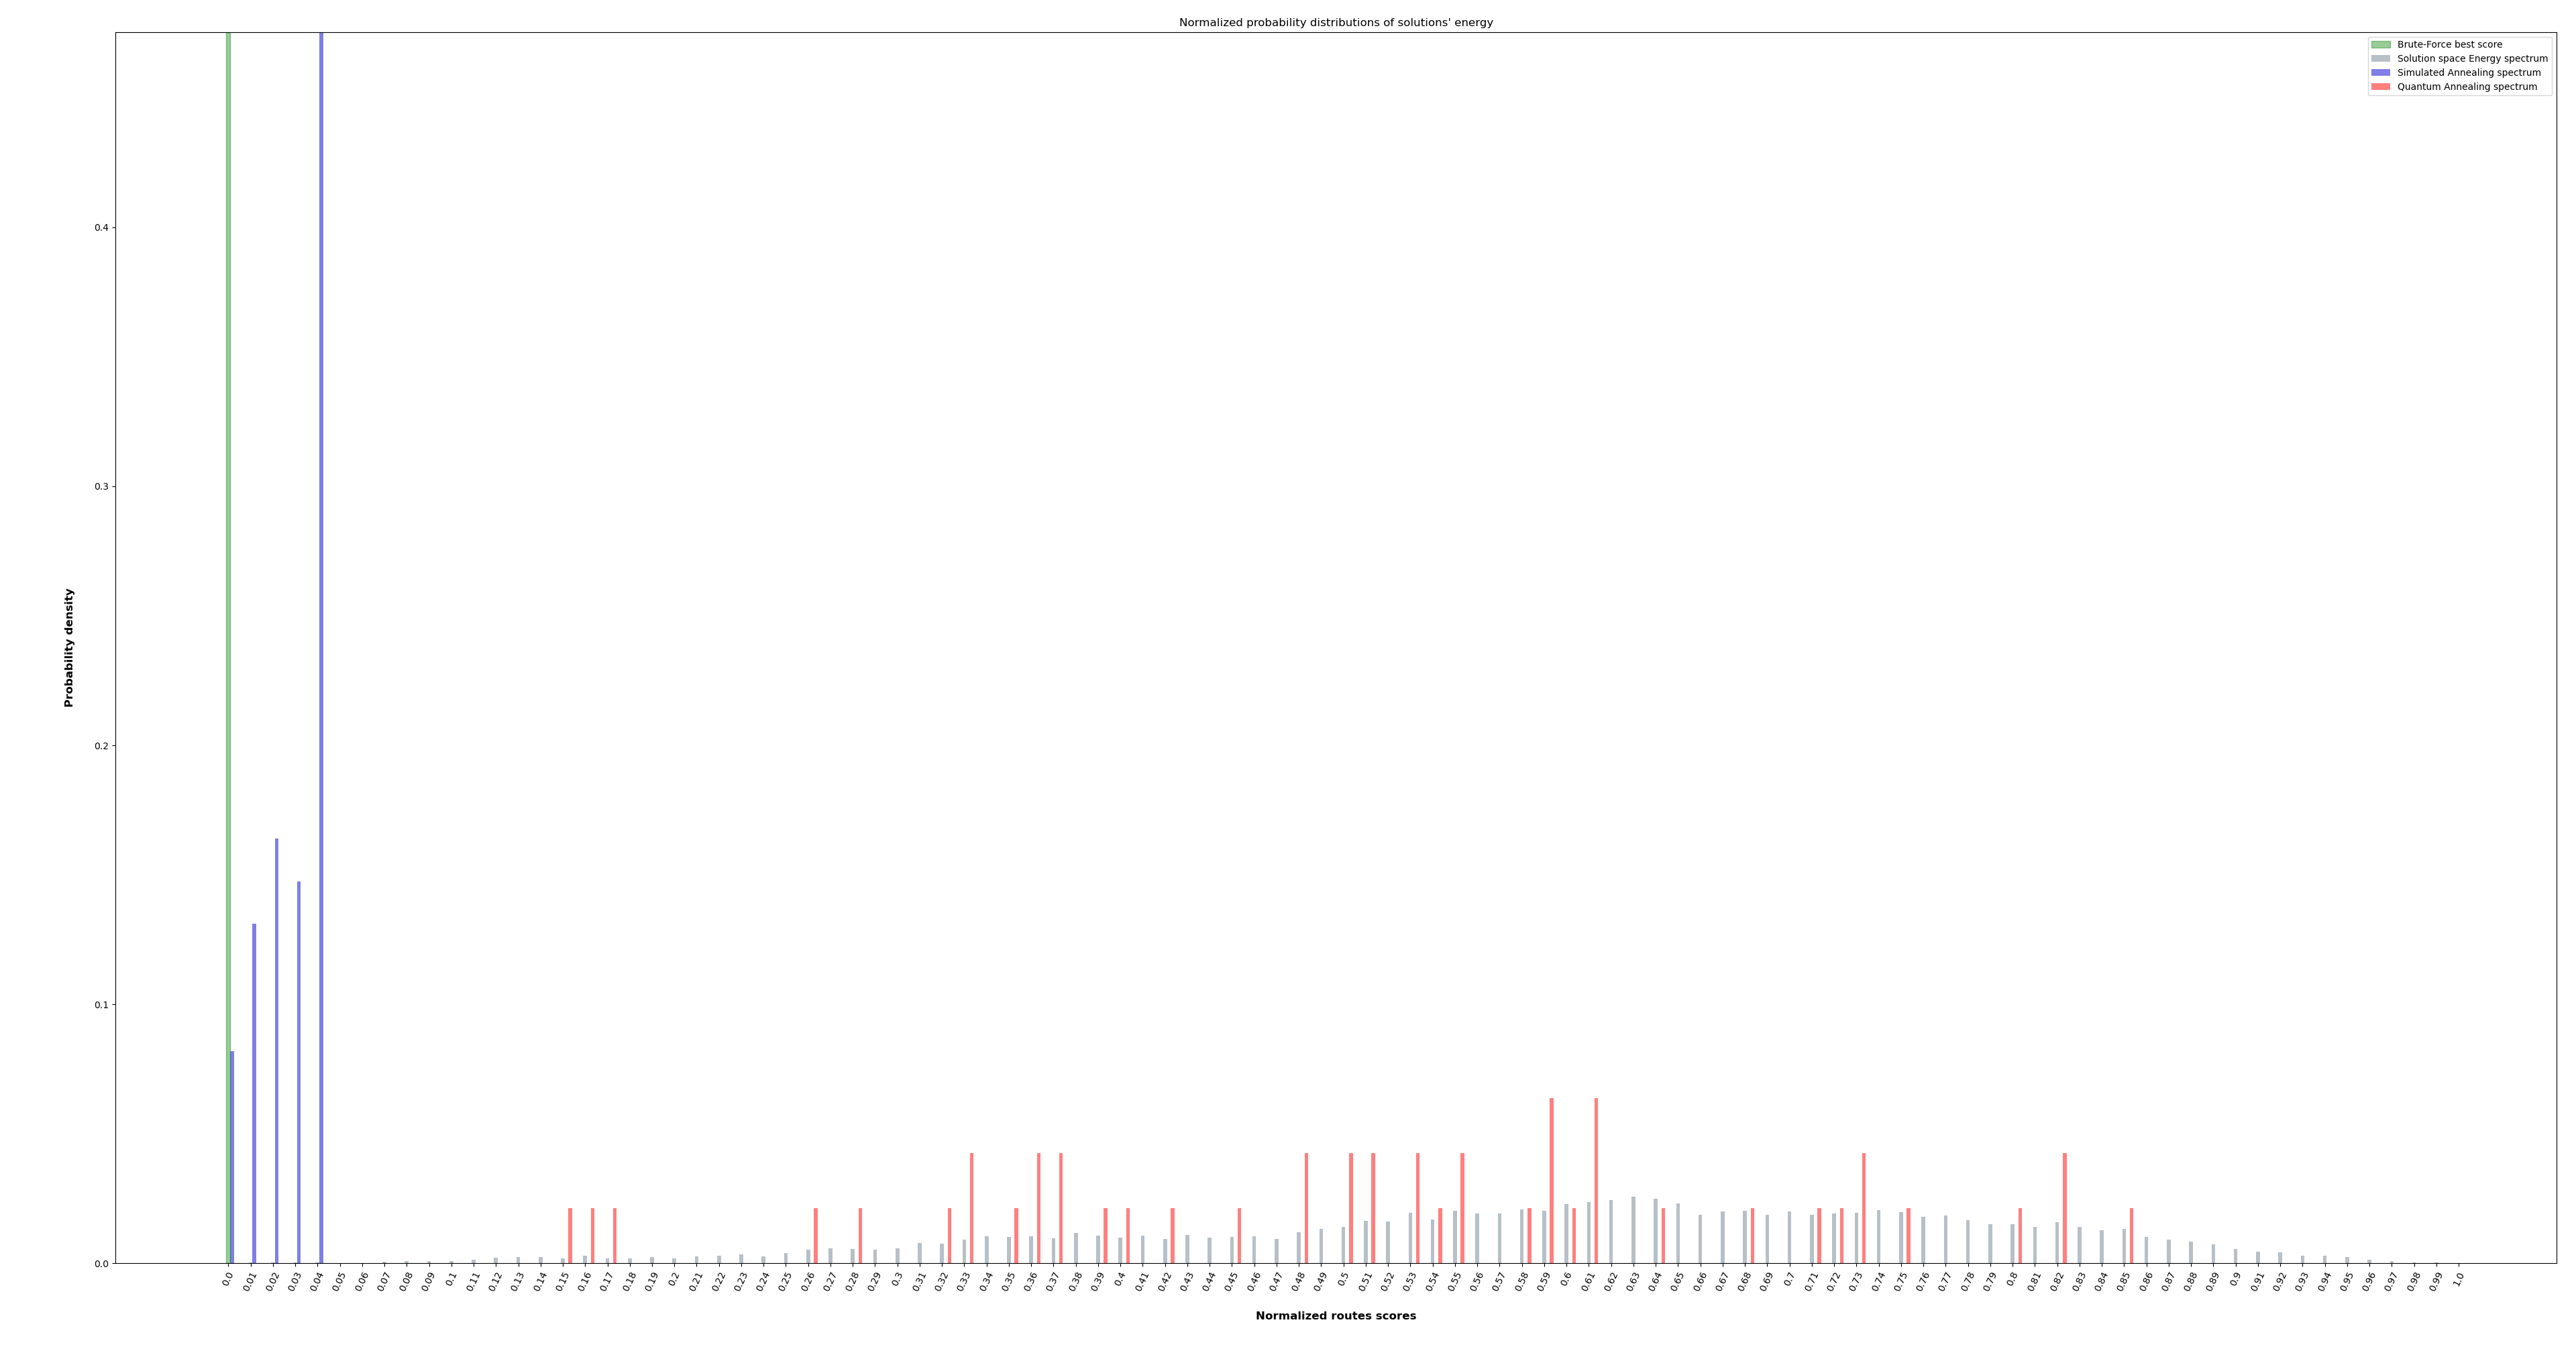 Normalized probability distributions of solutions' energy
Brute-Force best score
Solution space Energy spectrum
Simulated Annealing spectrum
Quantum Annealing spectrum
0.4
0.3
0.2
0.1
0.0
Probability density
0.0 0.01 0.02 0.03 0.04 0.05 0.06 0.07 0.08 0.09 0.1 0.11 0.12 0.13 0.14 0.15 0.16 0.17 0.18 0.19 0.2 0.21 0.22 0.23 0.24 0.25 0.26 0.27 0.28 0.29 0.3 0.31 0.32 0.33 0.34 0.35 0.36 0.37 0.38 0.39 0.4 0.41 0.42 0.43 0.44 0.45 0.46 0.47 0.48 0.49 0.5 0.51 0.52 0.53 0.54 0.55 0.56 0.57 0.58 0.59 0.6 0.61 0.62 0.63 0.64 0.65 0.66 0.67 0.68 0.69 0.7 0.71 0.72 0.73 0.74 0.75 0.76 0.77 0.78 0.79 0.8 0.81 0.82 0.83 0.84 0.85 0.86 0.87 0.88 0.89 0.9 0.91 0.92 0.93 0.94 0.95 0.96 0.97 0.98 0.99 1.0
Normalized routes scores